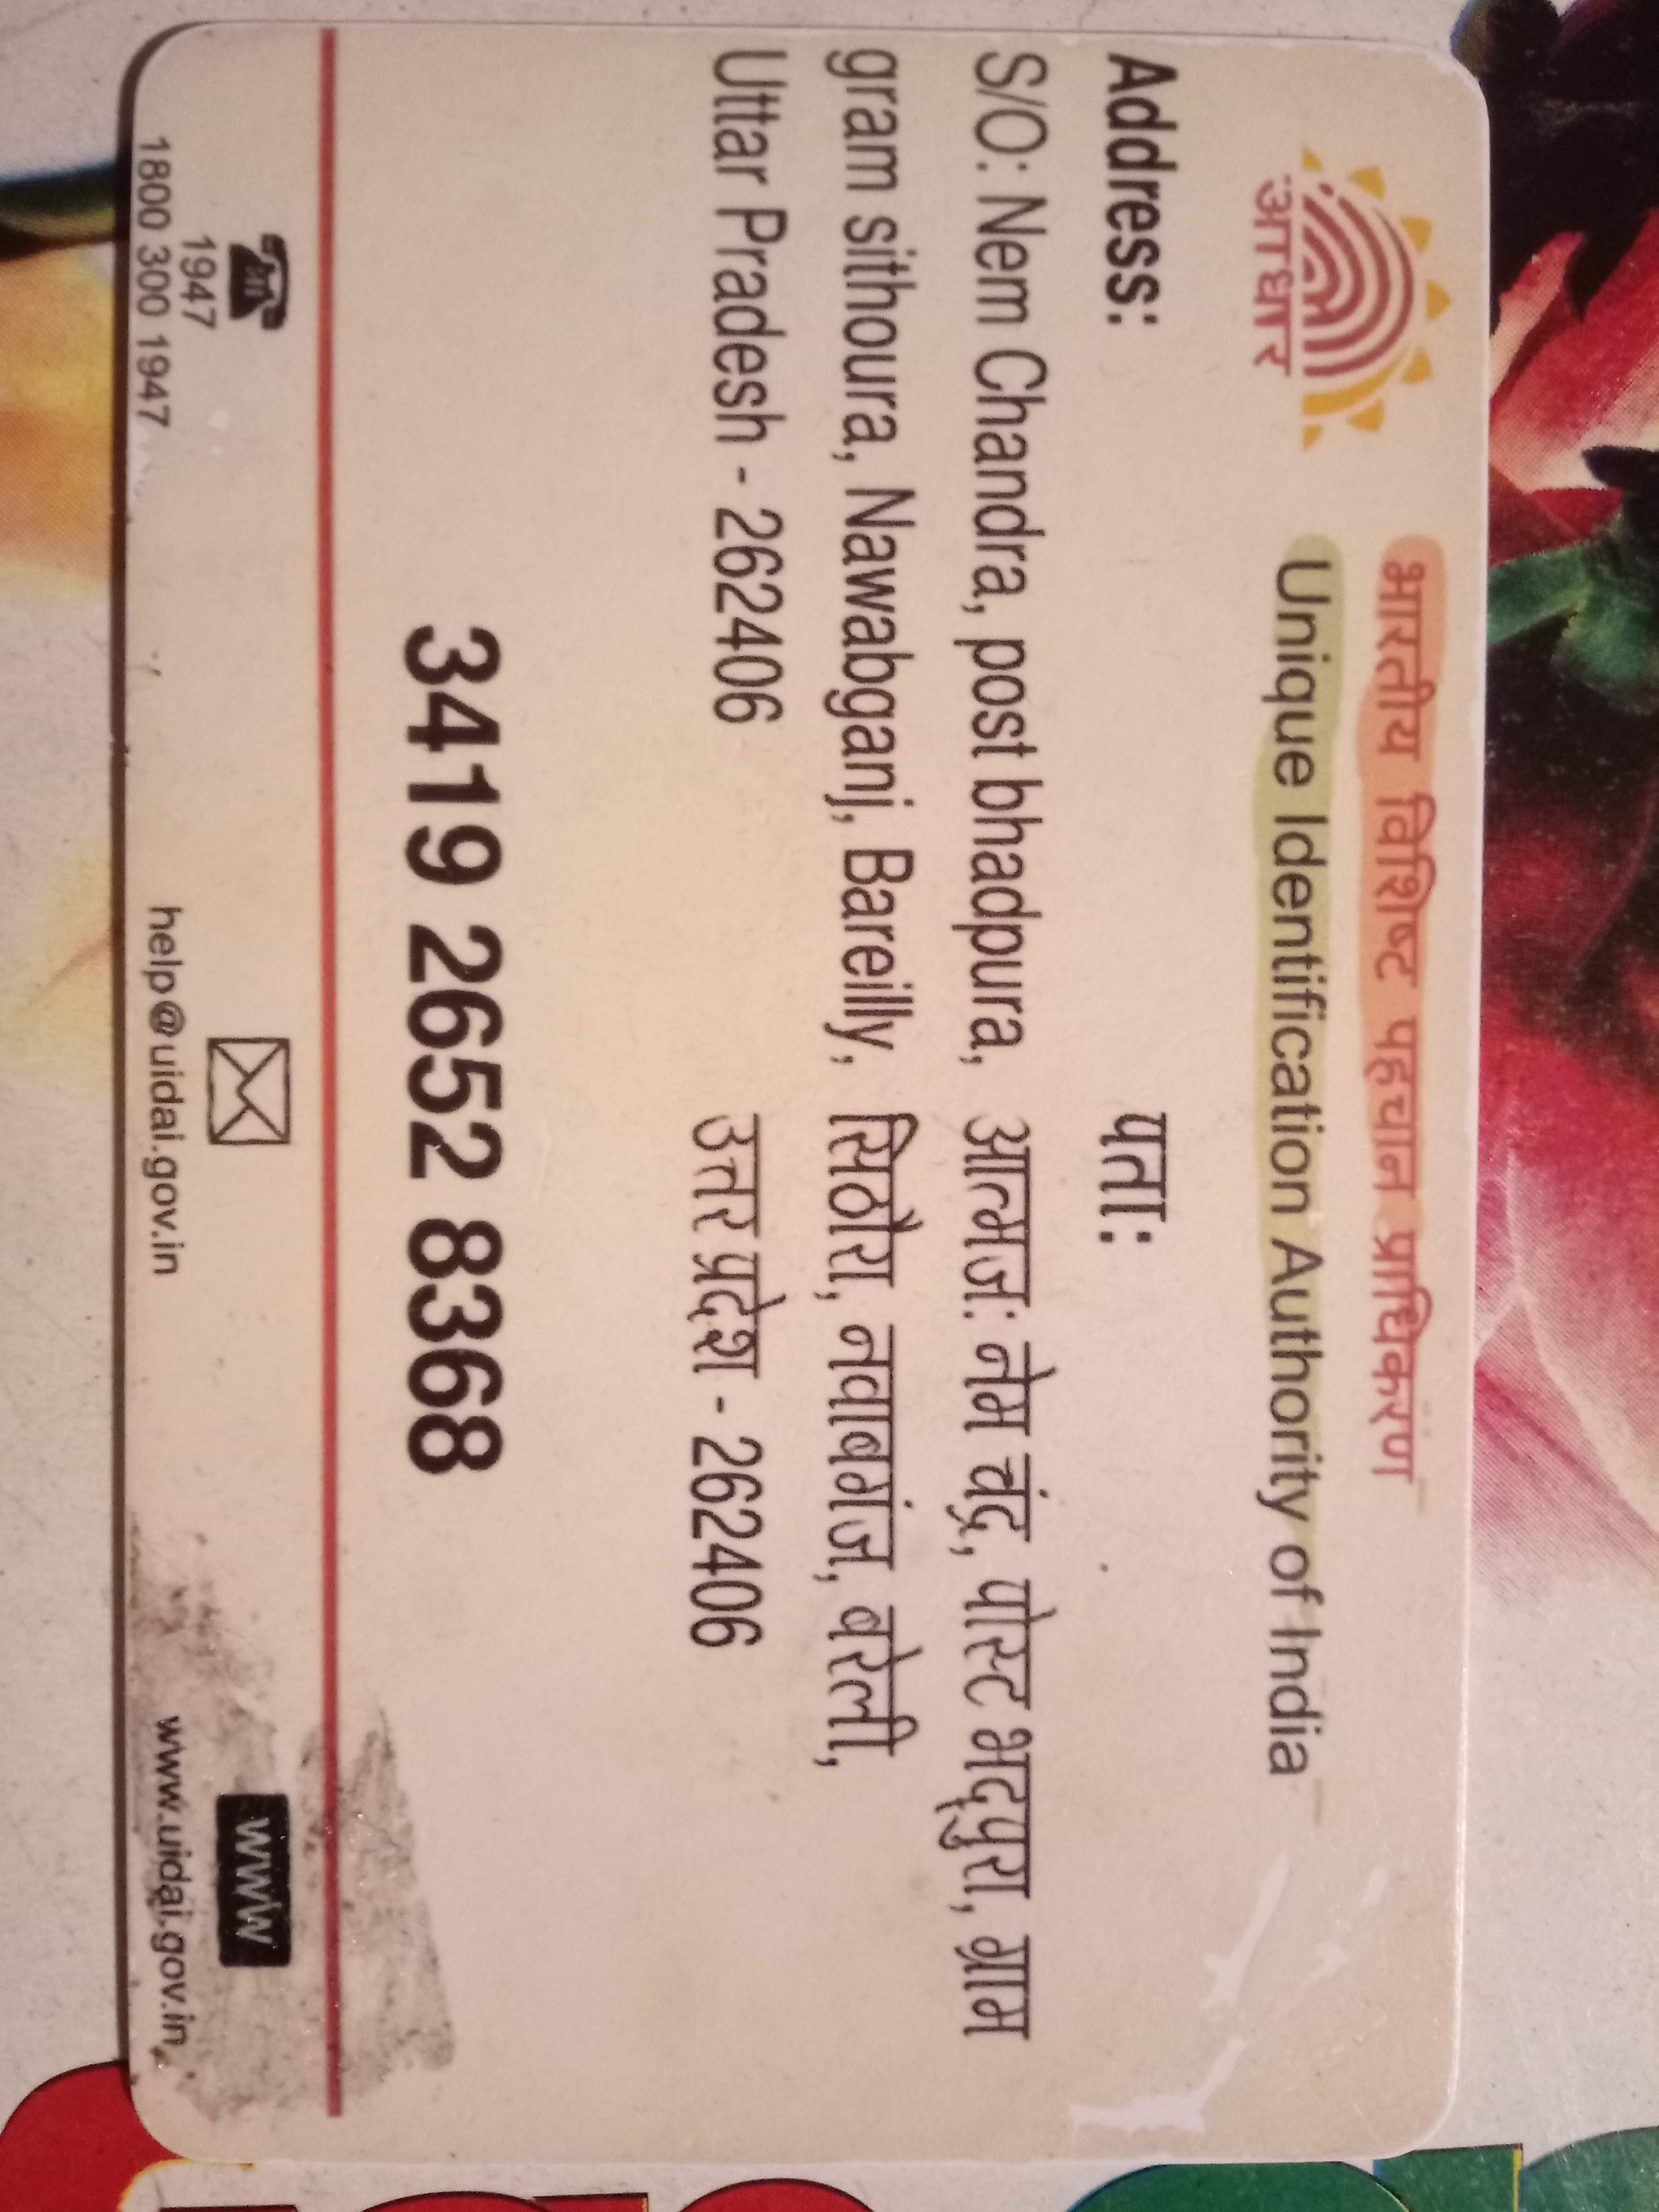 भारतीय विशिष्ट पहचान प्राधिकरण
Unique Identification Authority of India
आधार
Address:
S/O: Nem Chandra, post bhadpura,
gram sithoura, Nawabganj, Bareilly,
Uttar Pradesh - 262406
पता:
आत्मज: नेम चंद्र, पोस्ट भदपुरा, ग्राम
सिठौरा, नवाबगंज, बरेली,
उत्तर प्रदेश - 262406
3419 2652 8368
1947
1800 300 1947
help@uidai.gov.in
www
www.uidai.gov.in